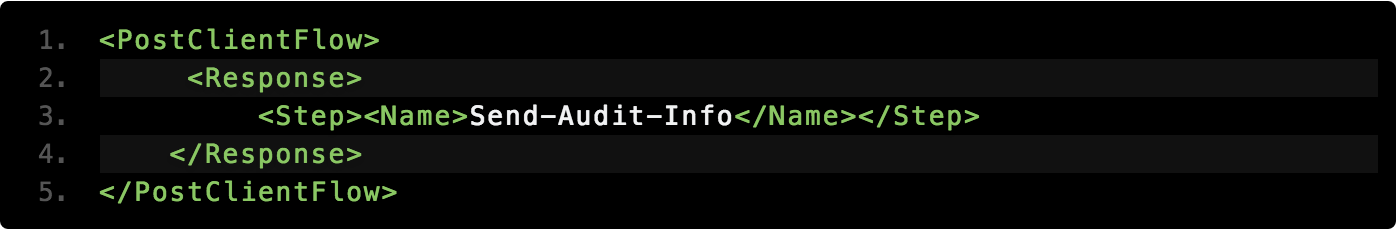 1. <PostClientFlow>
2. <Response>
3. <Step><Name>Send-Audit-Info</Name></Step>
4. </Response>
5. </PostClientFlow>